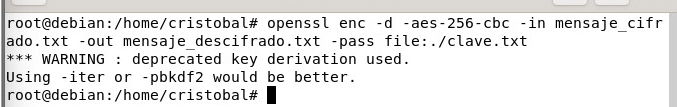 root@debian:/home/cristobal# openssl enc -d -aes-256-cbc -in mensaje_cifr
ado.txt -out mensaje_descifrado.txt -pass file:./clave.txt
*** WARNING : deprecated key derivation used.
Using -iter or -pbkdf2 would be better.
root@debian:/home/cristobal#